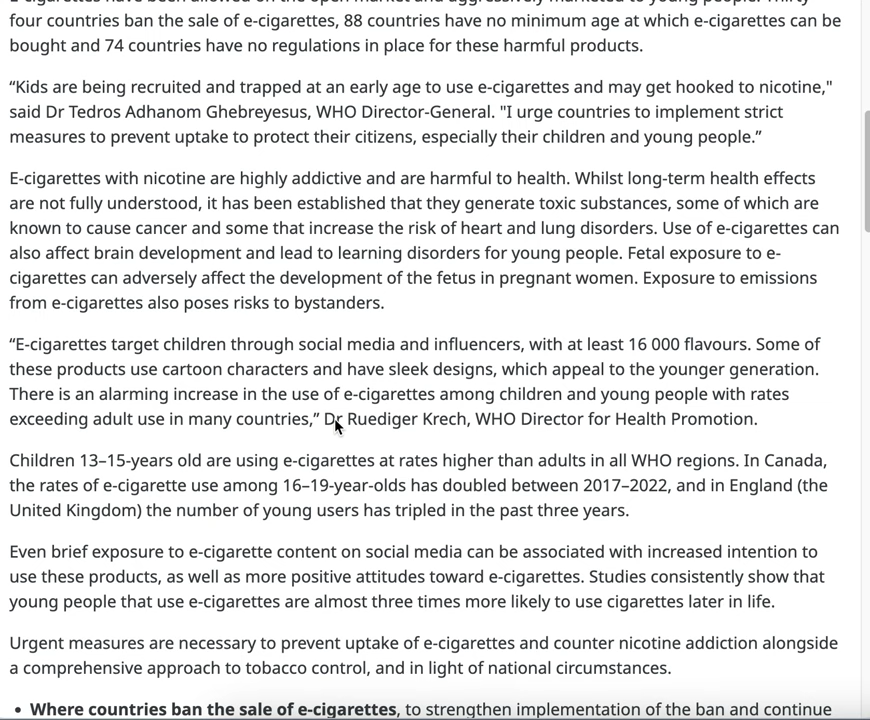 four countries ban the sale of e-cigarettes, 88 countries have no minimum age at which e-cigarettes can be
bought and 74 countries have no regulations in place for these harmful products.
“Kids are being recruited and trapped at an early age to use e-cigarettes and may get hooked to nicotine,"
said Dr Tedros Adhanom Ghebreyesus, WHO Director-General. "I urge countries to implement strict
measures to prevent uptake to protect their citizens, especially their children and young people.”
E-cigarettes with nicotine are highly addictive and are harmful to health. Whilst long-term health effects
are not fully understood, it has been established that they generate toxic substances, some of which are
known to cause cancer and some that increase the risk of heart and lung disorders. Use of e-cigarettes can
also affect brain development and lead to learning disorders for young people. Fetal exposure to e-
cigarettes can adversely affect the development of the fetus in pregnant women. Exposure to emissions
from e-cigarettes also poses risks to bystanders.
“E-cigarettes target children through social media and influencers, with at least 16 000 flavours. Some of
these products use cartoon characters and have sleek designs, which appeal to the younger generation.
There is an alarming increase in the use of e-cigarettes among children and young people with rates
exceeding adult use in many countries,” Dr Ruediger Krech, WHO Director for Health Promotion.
Children 13–15-years old are using e-cigarettes at rates higher than adults in all WHO regions. In Canada,
the rates of e-cigarette use among 16–19-year-olds has doubled between 2017–2022, and in England (the
United Kingdom) the number of young users has tripled in the past three years.
Even brief exposure to e-cigarette content on social media can be associated with increased intention to
use these products, as well as more positive attitudes toward e-cigarettes. Studies consistently show that
young people that use e-cigarettes are almost three times more likely to use cigarettes later in life.
Urgent measures are necessary to prevent uptake of e-cigarettes and counter nicotine addiction alongside
a comprehensive approach to tobacco control, and in light of national circumstances.
• Where countries ban the sale of e-cigarettes, to strengthen implementation of the ban and continue